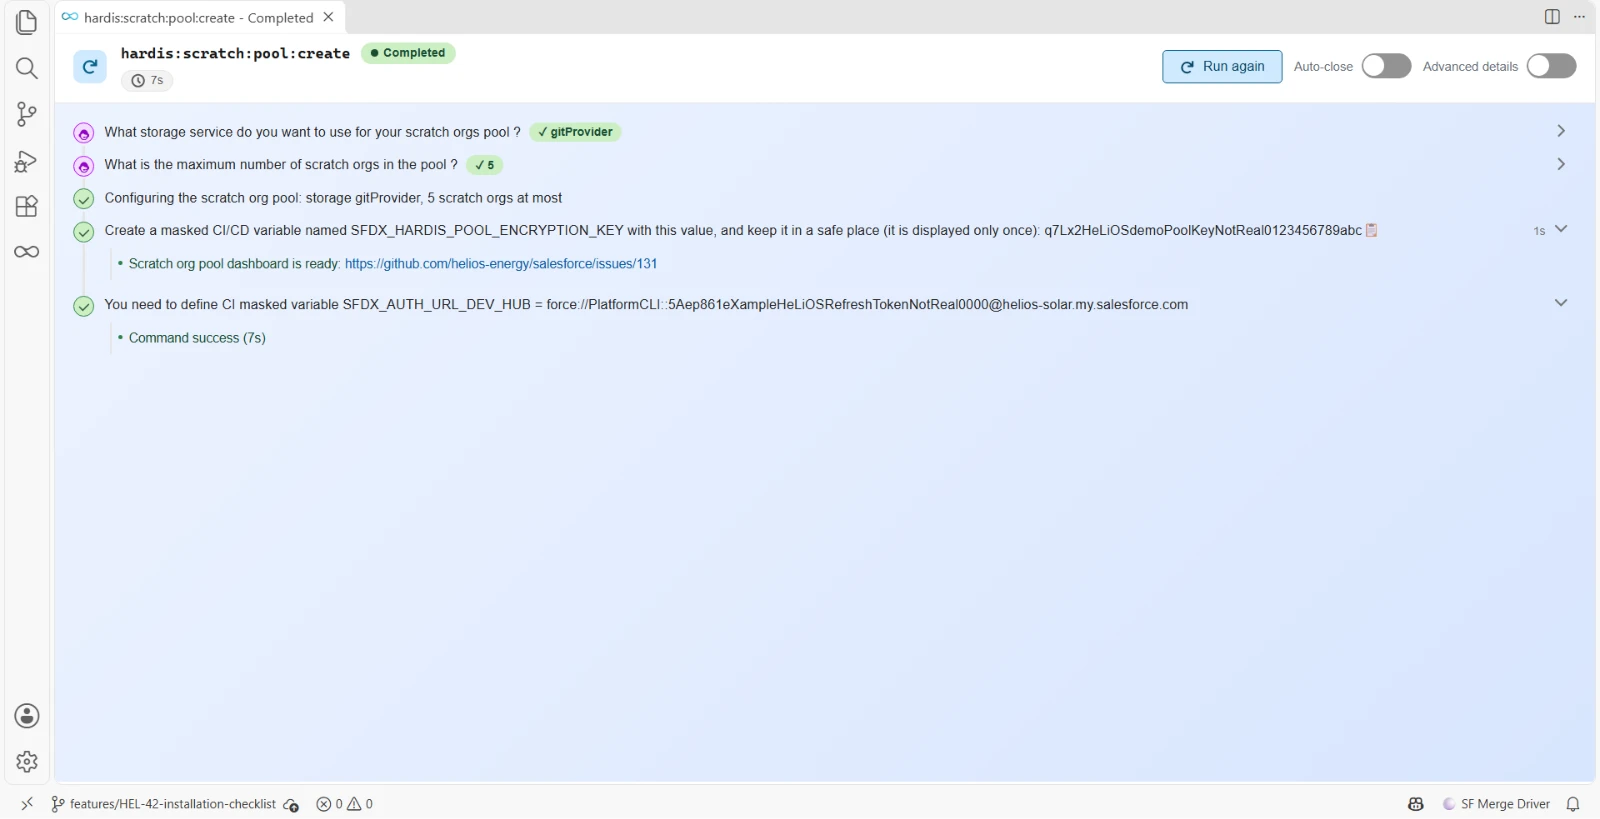 hardis:scratch:pool:create - Completed
hardis:scratch:pool:create
Completed
7s
Run again
Auto-close
Advanced details
What storage service do you want to use for your scratch orgs pool ? ✓ gitProvider
What is the maximum number of scratch orgs in the pool ? ✓ 5
Configuring the scratch org pool: storage gitProvider, 5 scratch orgs at most
Create a masked CI/CD variable named SFDX_HARDIS_POOL_ENCRYPTION_KEY with this value, and keep it in a safe place (it is displayed only once): q7Lx2HeLiOSdemoPoolKeyNotReal0123456789abc
1s
• Scratch org pool dashboard is ready: https://github.com/helios-energy/salesforce/issues/131
You need to define CI masked variable SFDX_AUTH_URL_DEV_HUB = force://PlatformCLI::5Aep861eXampleHeLiOSRefreshTokenNotReal0000@helios-solar.my.salesforce.com
• Command success (7s)
features/HEL-42-installation-checklist
0
0
SF Merge Driver